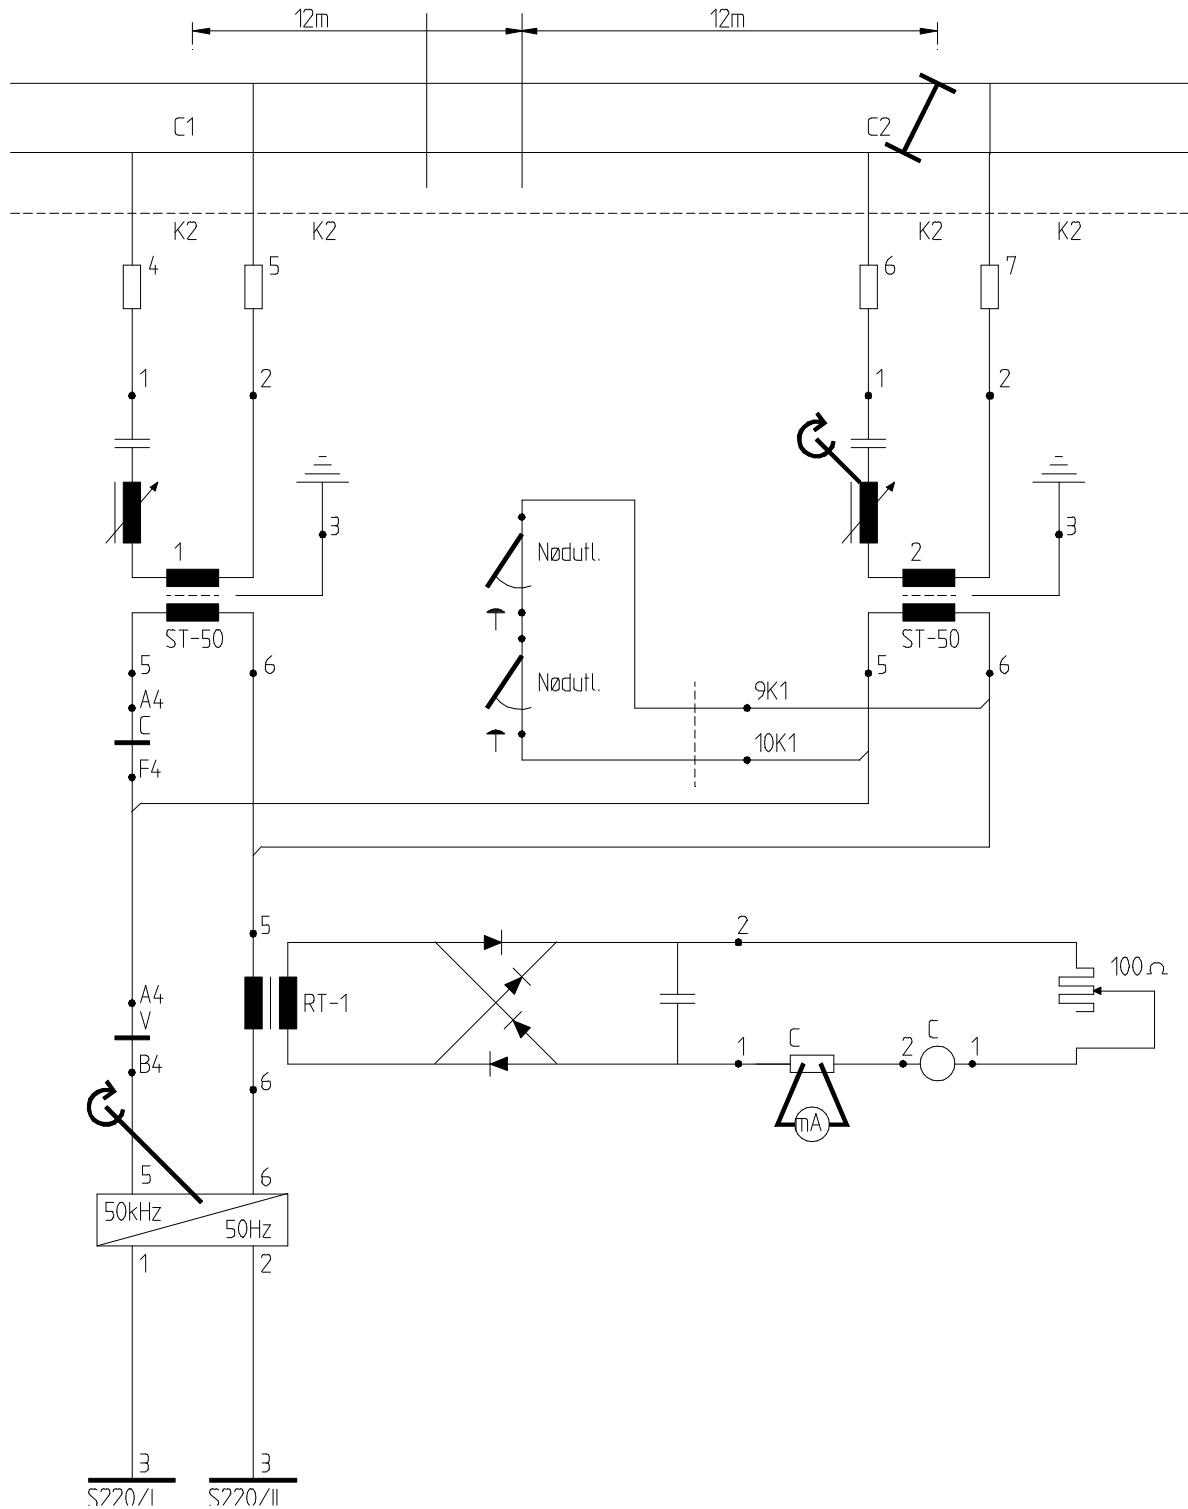 12m 12m
C1 C2
K2 K2 K2 K2
4 5 6 7
1 2 1 2
3 3
1 Nødutl. 2
ST-50 ST-50
5 6 5 6
A4 Nødutl. 9K1
C
F4 10K1
5 2
A4 RT-1 100Ω
V
1 C 2 C 1
B4 6
mA
5 6
50kHz
50Hz
1 2
3 3
S220/I S220/II